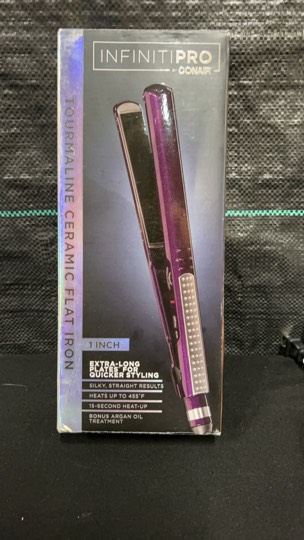 INFINITIPRO
BY CONAIR
TOURMALINE CERAMIC FLAT IRON
1 INCH
EXTRA-LONG
PLATES FOR
QUICKER STYLING
SILKY, STRAIGHT RESULTS
HEATS UP TO 455°F
15-SECOND HEAT-UP
BONUS ARGAN OIL
TREATMENT